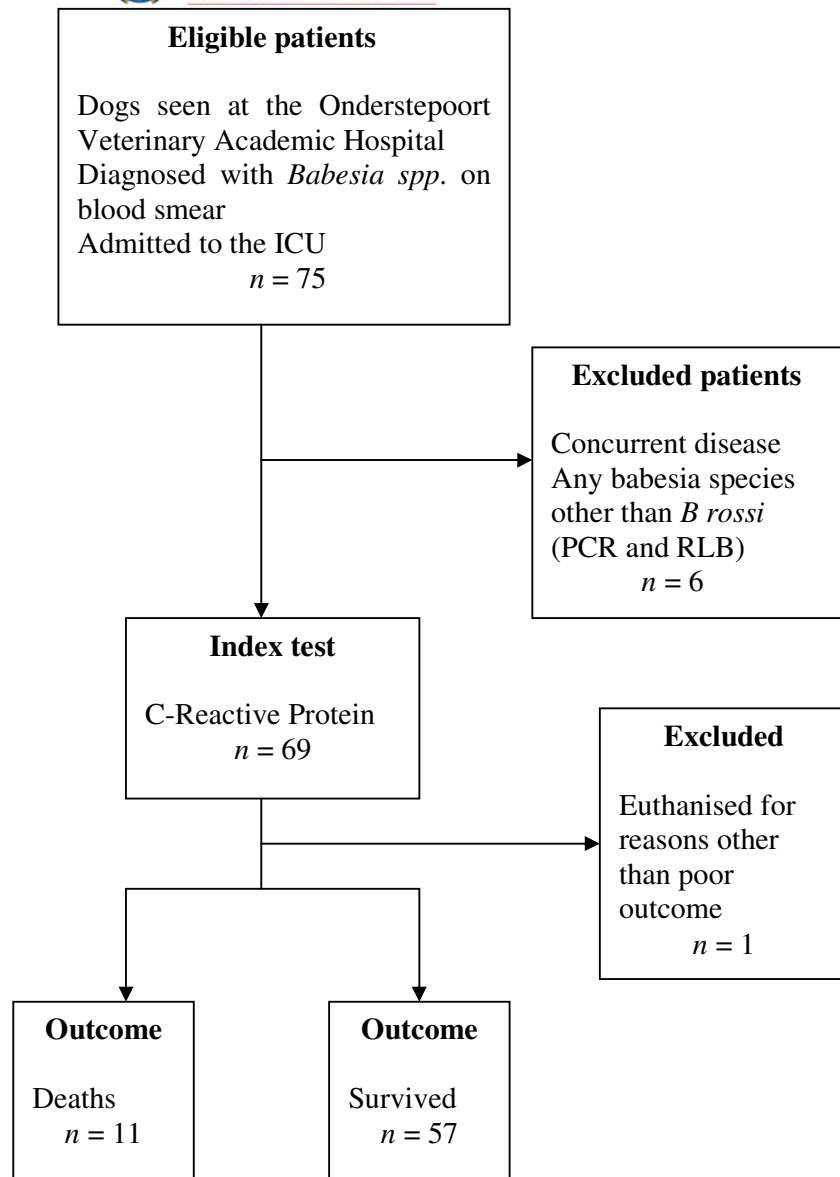 Eligible patients
Dogs seen at the Onderstepoort
Veterinary Academic Hospital
Diagnosed with Babesia spp. on
blood smear
Admitted to the ICU
n = 75
Excluded patients
Concurrent disease
Any babesia species
other than B rossi
(PCR and RLB)
n = 6
Index test
C-Reactive Protein
n = 69
Excluded
Euthanised for
reasons other
than poor
outcome
n = 1
Outcome
Deaths
n = 11
Outcome
Survived
n = 57